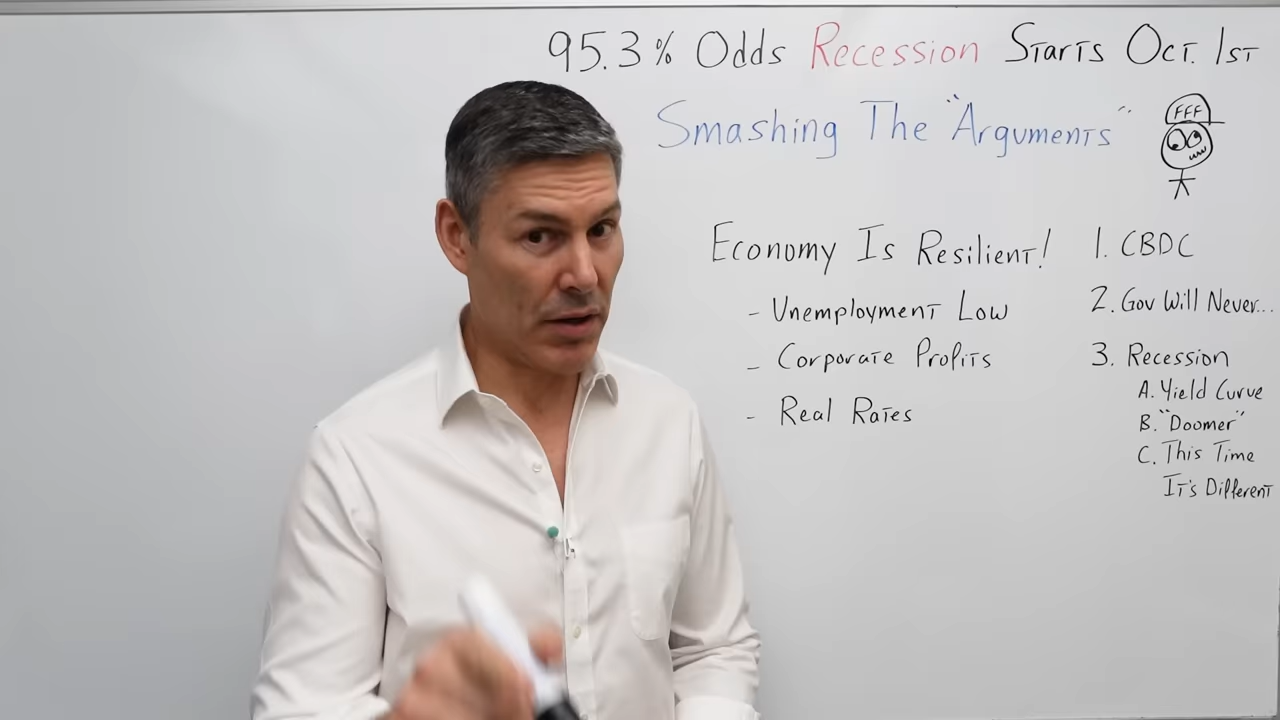 95.3% Odds Recession Starts Oct. 1st
Smashing The "Arguments"
FFF
Economy Is Resilient!
- Unemployment Low
- Corporate Profits
- Real Rates
1. CBDC
2. Gov Will Never...
3. Recession
A. Yield Curve
B. "Doomer"
C. This Time
It's Different